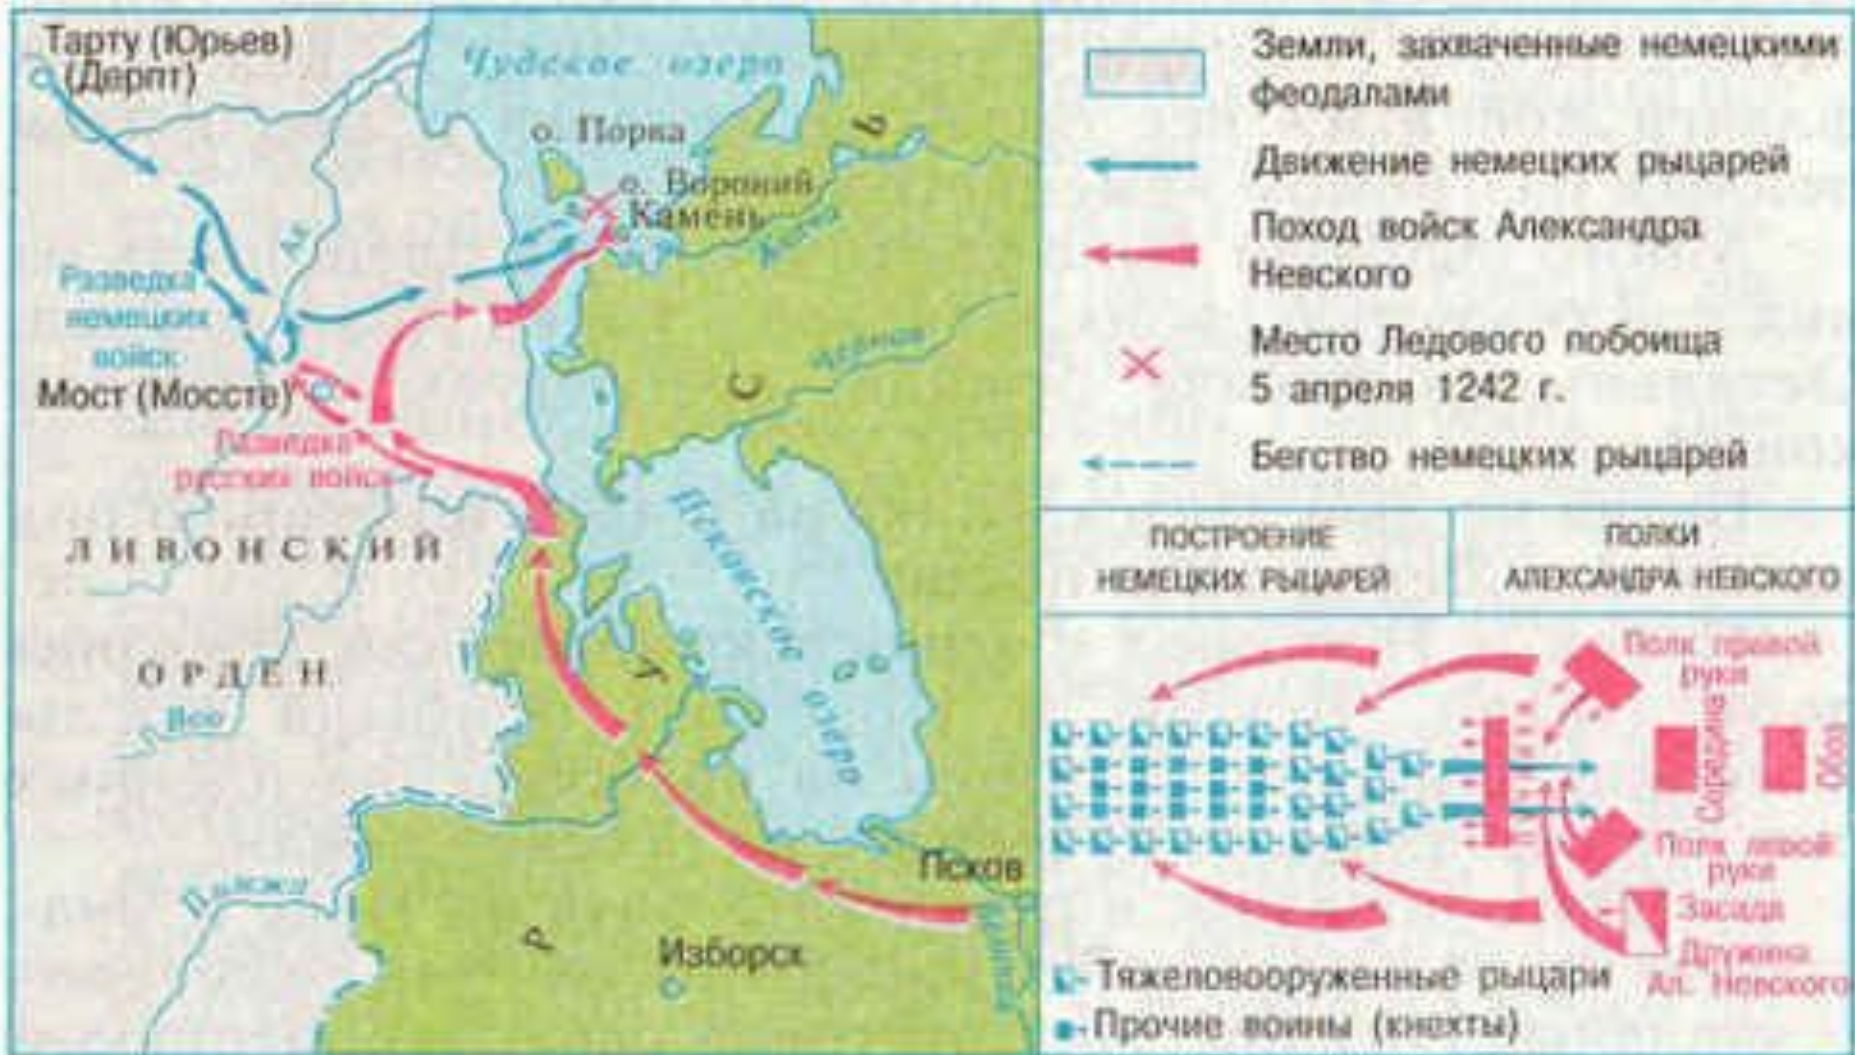 Тарту (Юрьев)
(Дерпт)
Чудское озеро
о. Порка
о. Вороний
Камень
Разведка
немецких
войск
Мост (Моссте)
Разведка
русских войск
ЛИВОНСКИЙ
ОРДЕН
Псковское озеро
Псков
Изборск
Р У С Ь
Земли, захваченные немецкими
феодалами
Движение немецких рыцарей
Поход войск Александра
Невского
Место Ледового побоища
5 апреля 1242 г.
Бегство немецких рыцарей
ПОСТРОЕНИЕ
НЕМЕЦКИХ РЫЦАРЕЙ
ПОЛКИ
АЛЕКСАНДРА НЕВСКОГО
Полк правой
руки
Середина
Обоз
Полк левой
руки
Засада
Дружина
Ал. Невского
Тяжеловооруженные рыцари
Прочие воины (кнехты)